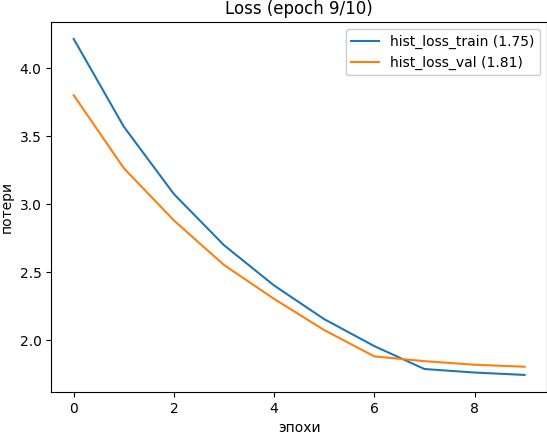 Loss (epoch 9/10)
hist_loss_train (1.75)
hist_loss_val (1.81)
потери
4.0
3.5
3.0
2.5
2.0
0 2 4 6 8
эпохи